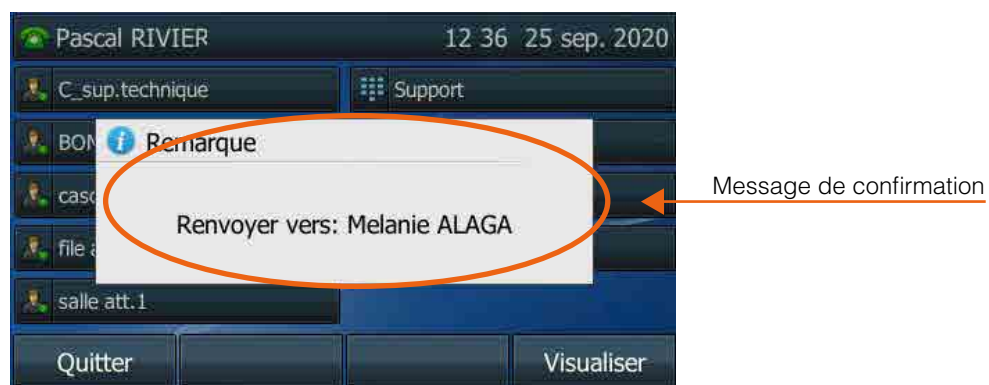 Pascal RIVIER 12 36 25 sep. 2020
C_sup.technique Support
Remarque
Renvoyer vers: Melanie ALAGA
Message de confirmation
file
salle att.1
Quitter Visualiser